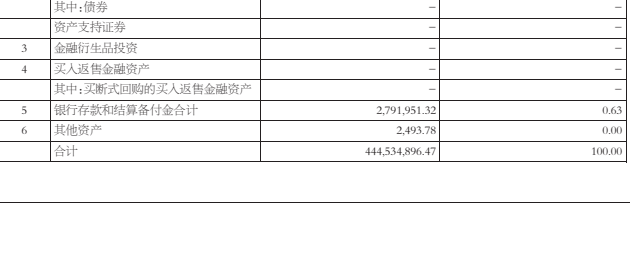 其中:债券 – –
资产支持证券 – –
3 金融衍生品投资 – –
4 买入返售金融资产 – –
其中:买断式回购的买入返售金融资产 – –
5 银行存款和结算备付金合计 2,791,951.32 0.63
6 其他资产 2,493.78 0.00
合计 444,534,896.47 100.00